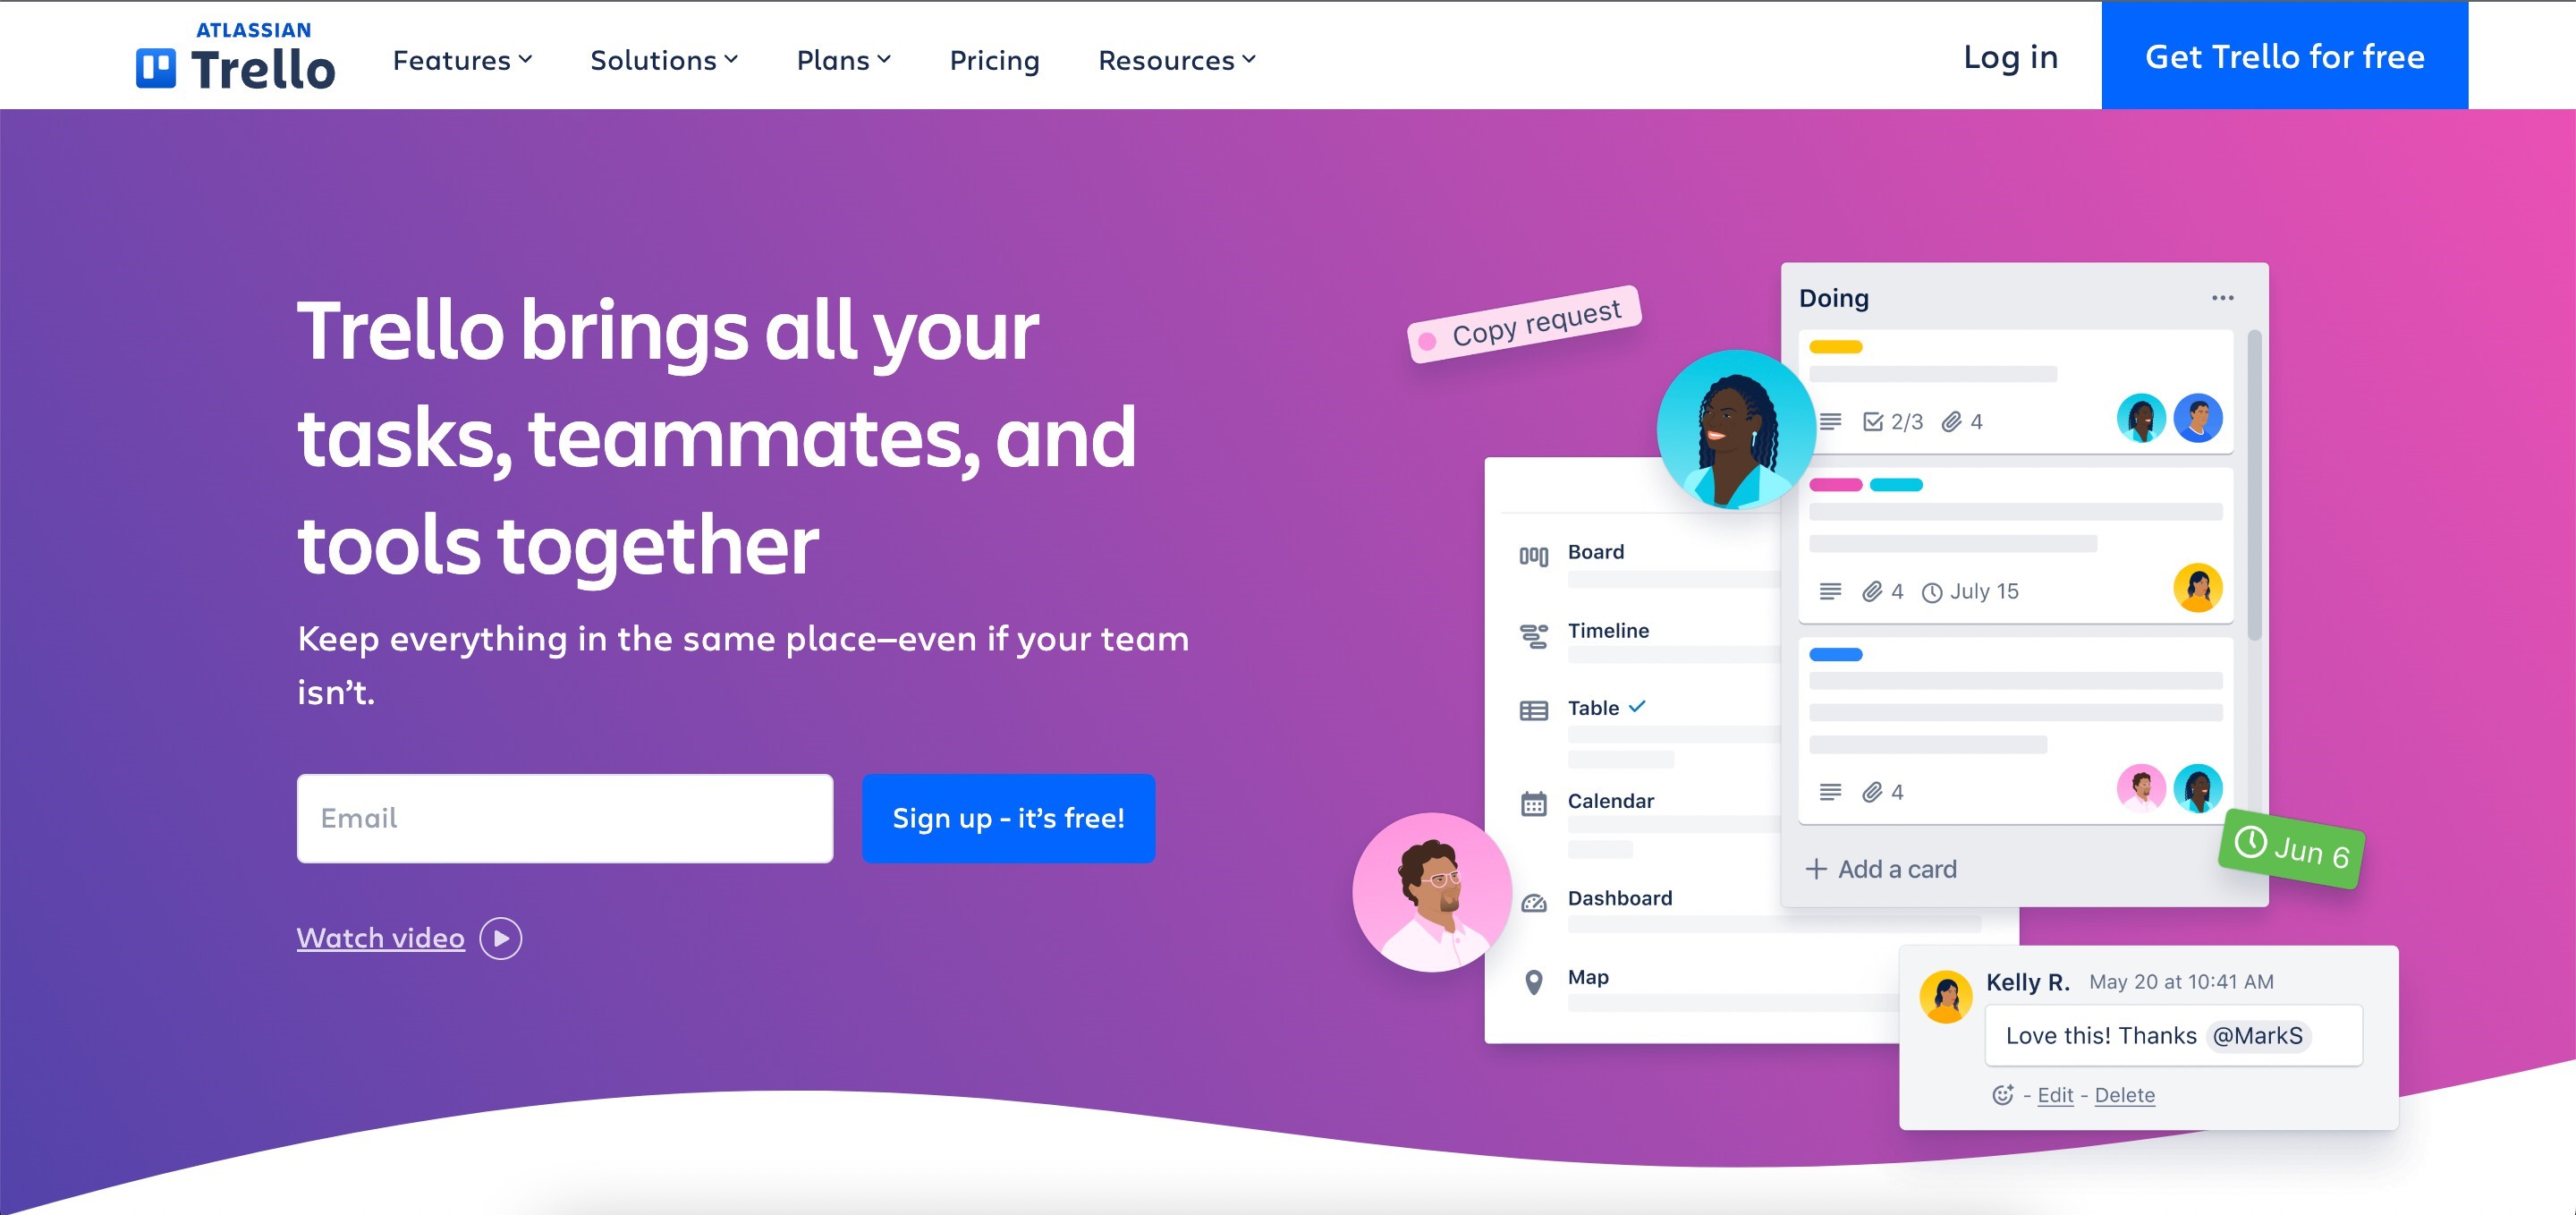 ATLASSIAN
Trello
Features
Solutions
Plans
Pricing
Resources
Log in
Get Trello for free
Trello brings all your
tasks, teammates, and
tools together
Keep everything in the same place—even if your team
isn’t.
Email
Sign up - it’s free!
Watch video
Copy request
Doing
2/3 4
4 July 15
4
Add a card
Jun 6
Board
Timeline
Table
Calendar
Dashboard
Map
Kelly R. May 20 at 10:41 AM
Love this! Thanks @MarkS
- Edit - Delete